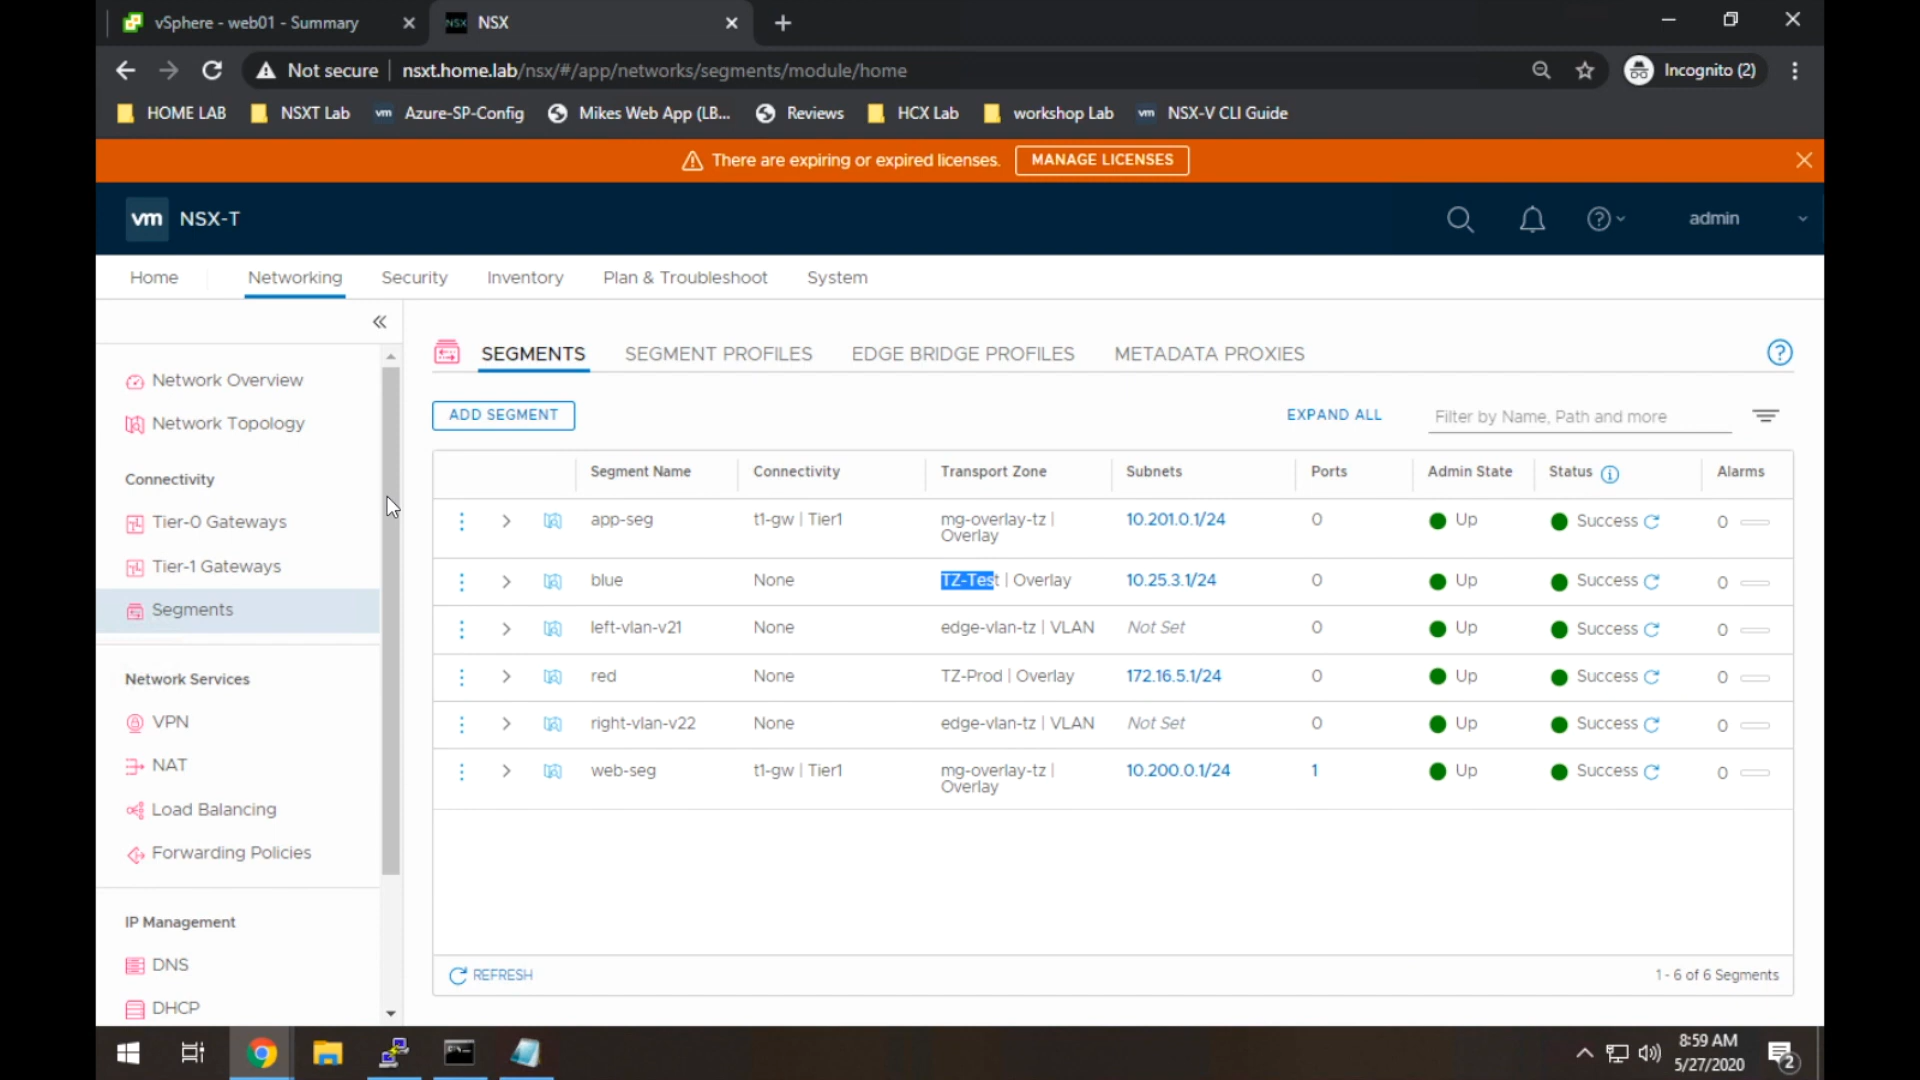 vSphere - web01 - Summary
NSX NSX
Not secure nsxt.home.lab/nsx/#/app/networks/segments/module/home Incognito (2)
HOME LAB NSXT Lab vm Azure-SP-Config Mikes Web App (LB... Reviews HCX Lab workshop Lab vm NSX-V CLI Guide
There are expiring or expired licenses. MANAGE LICENSES
vm NSX-T admin
Home Networking Security Inventory Plan & Troubleshoot System
Network Overview
Network Topology
Connectivity
Tier-0 Gateways
Tier-1 Gateways
Segments
Network Services
VPN
NAT
Load Balancing
Forwarding Policies
IP Management
DNS
DHCP
SEGMENTS SEGMENT PROFILES EDGE BRIDGE PROFILES METADATA PROXIES
ADD SEGMENT EXPAND ALL Filter by Name, Path and more
Segment Name Connectivity Transport Zone Subnets Ports Admin State Status Alarms
app-seg t1-gw | Tier1 mg-overlay-tz | 10.201.0.1/24 0 Up Success 0
Overlay
blue None TZ-Test | Overlay 10.25.3.1/24 0 Up Success 0
left-vlan-v21 None edge-vlan-tz | VLAN Not Set 0 Up Success 0
red None TZ-Prod | Overlay 172.16.5.1/24 0 Up Success 0
right-vlan-v22 None edge-vlan-tz | VLAN Not Set 0 Up Success 0
web-seg t1-gw | Tier1 mg-overlay-tz | 10.200.0.1/24 1 Up Success 0
Overlay
REFRESH 1 - 6 of 6 Segments
8:59 AM
5/27/2020
2